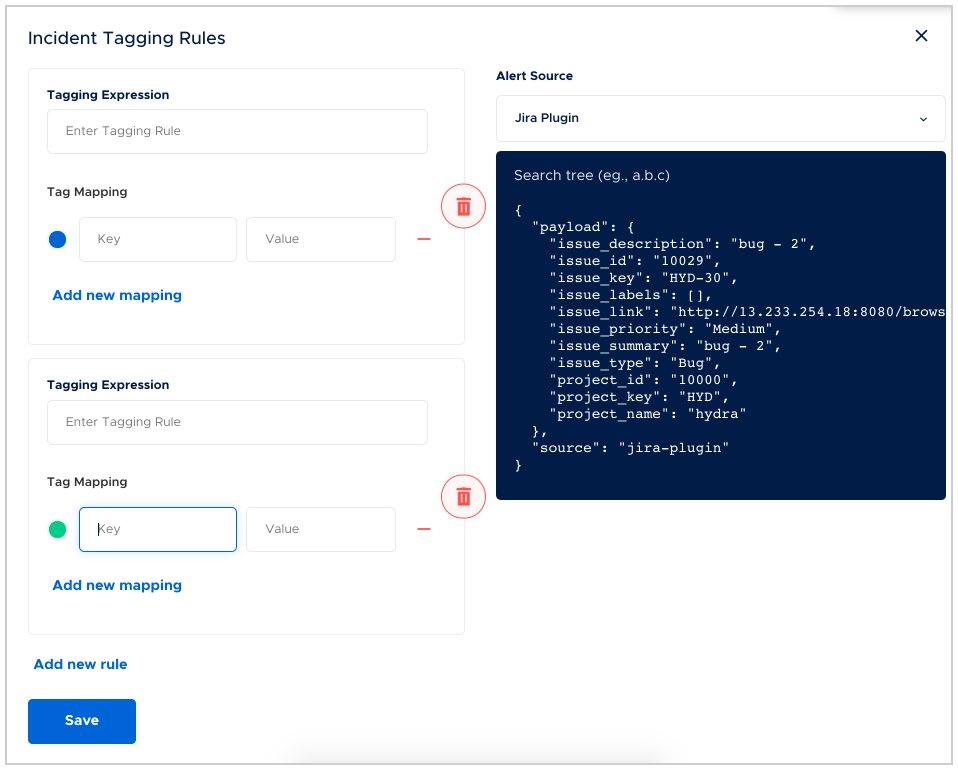 Incident Tagging Rules
Tagging Expression
Enter Tagging Rule
Tag Mapping
Key
Value
Add new mapping
Tagging Expression
Enter Tagging Rule
Tag Mapping
Key
Value
Add new mapping
Add new rule
Save
Alert Source
Jira Plugin
Search tree (eg., a.b.c)
{
  "payload": {
    "issue_description": "bug - 2",
    "issue_id": "10029",
    "issue_key": "HYD-30",
    "issue_labels": [],
    "issue_link": "http://13.233.254.18:8080/brows
    "issue_priority": "Medium",
    "issue_summary": "bug - 2",
    "issue_type": "Bug",
    "project_id": "10000",
    "project_key": "HYD",
    "project_name": "hydra"
  },
  "source": "jira-plugin"
}